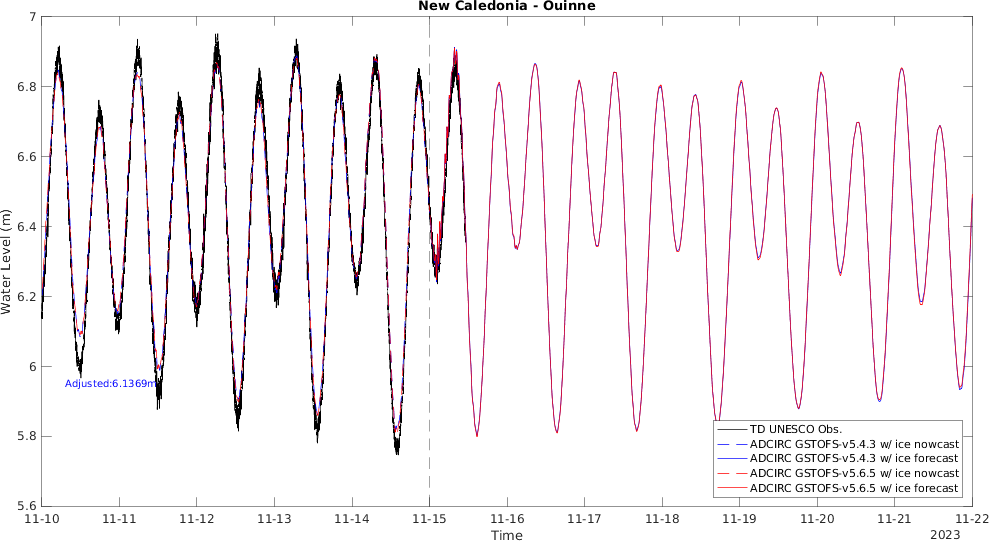 New Caledonia - Ouinne
7
6.8
6.6
6.4
6.2
6
5.8
5.6
Water Level (m)
Adjusted:6.1369m
TD UNESCO Obs.
ADCIRC GSTOFS-v5.4.3 w/ ice nowcast
ADCIRC GSTOFS-v5.4.3 w/ ice forecast
ADCIRC GSTOFS-v5.6.5 w/ ice nowcast
ADCIRC GSTOFS-v5.6.5 w/ ice forecast
11-10 11-11 11-12 11-13 11-14 11-15 11-16 11-17 11-18 11-19 11-20 11-21 11-22
Time
2023